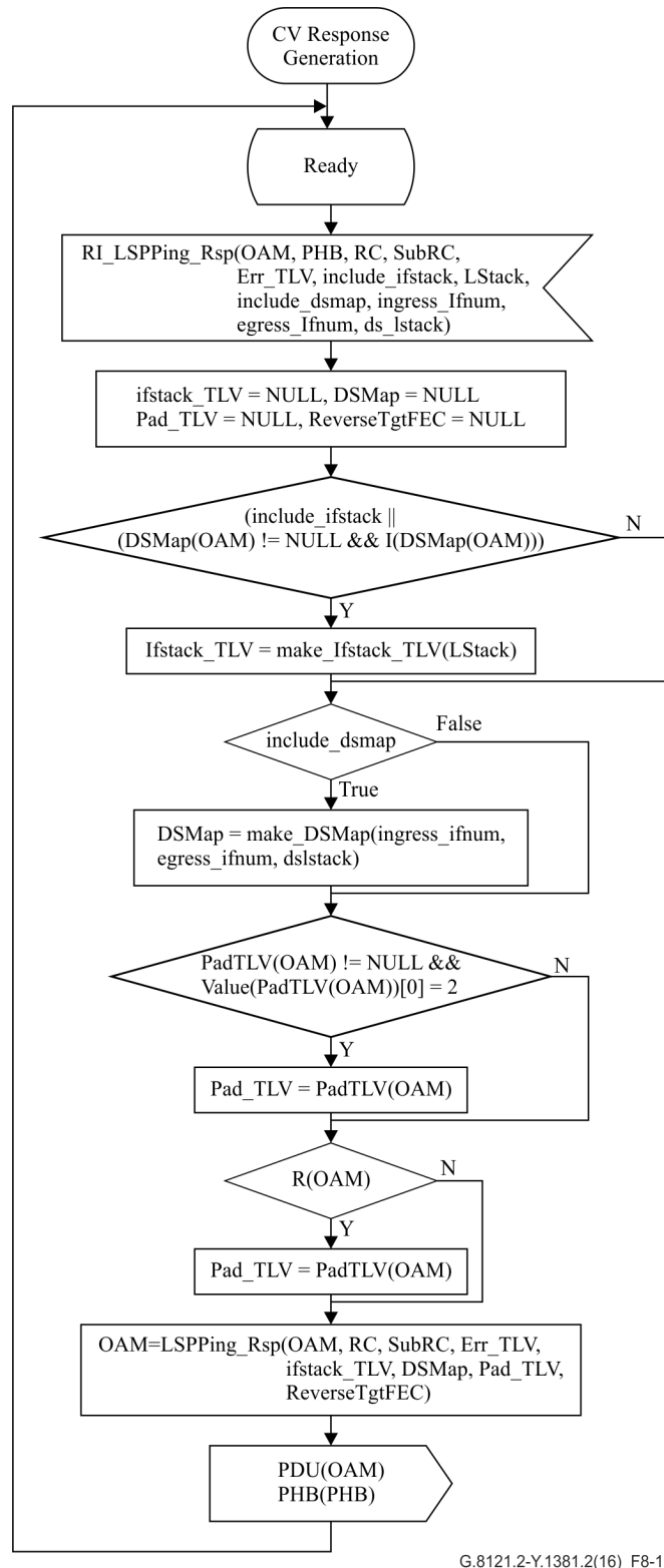 CV Response
Generation
Ready
RI_LSPPing_Rsp(OAM, PHB, RC, SubRC,
Err_TLV, include_ifstack, LStack,
include_dsmap, ingress_Ifnum,
egress_Ifnum, ds_lstack)
ifstack_TLV = NULL, DSMap = NULL
Pad_TLV = NULL, ReverseTgtFEC = NULL
(include_ifstack ||
(DSMap(OAM) != NULL && I(DSMap(OAM)))
N
Y
Ifstack_TLV = make_Ifstack_TLV(LStack)
include_dsmap
False
True
DSMap = make_DSMap(ingress_ifnum,
egress_ifnum, dslstack)
PadTLV(OAM) != NULL &&
Value(PadTLV(OAM))[0] = 2
N
Y
Pad_TLV = PadTLV(OAM)
R(OAM)
N
Y
Pad_TLV = PadTLV(OAM)
OAM=LSPPing_Rsp(OAM, RC, SubRC, Err_TLV,
ifstack_TLV, DSMap, Pad_TLV,
ReverseTgtFEC)
PDU(OAM)
PHB(PHB)
G.8121.2-Y.1381.2(16)_F8-1